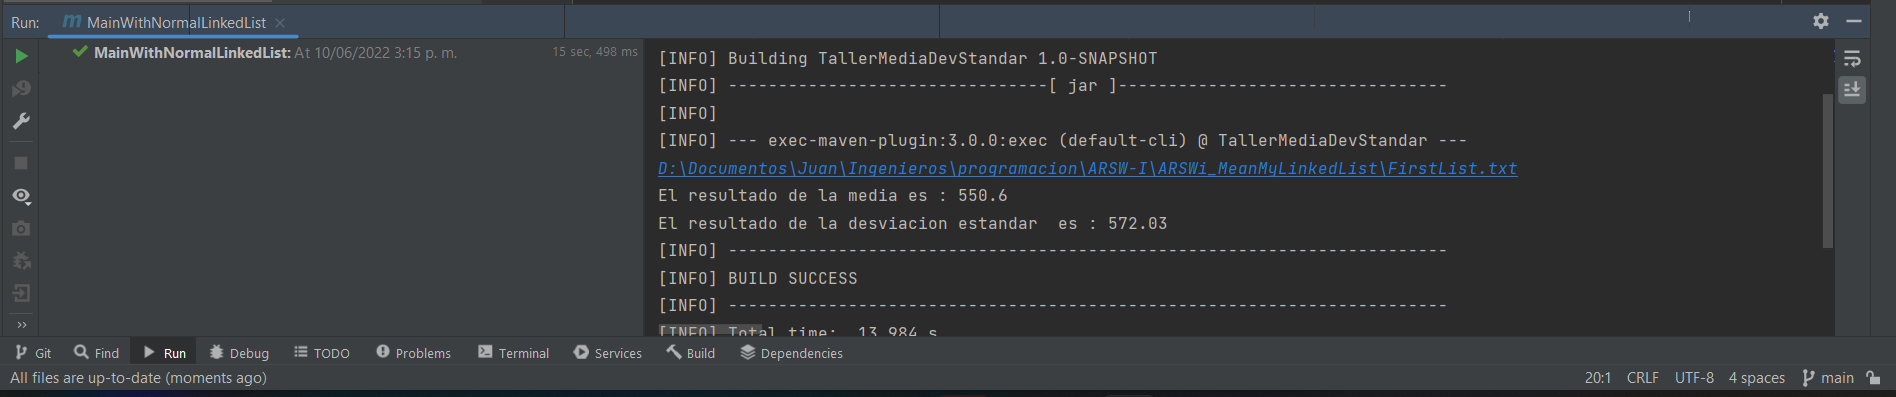 Run: MainWithNormalLinkedList
MainWithNormalLinkedList: At 10/06/2022 3:15 p. m. 15 sec, 498 ms
[INFO] Building TallerMediaDevStandar 1.0-SNAPSHOT
[INFO] --------------------------------[ jar ]---------------------------------
[INFO]
[INFO] --- exec-maven-plugin:3.0.0:exec (default-cli) @ TallerMediaDevStandar ---
D:\Documentos\Juan\Ingenieros\programacion\ARSW-I\ARSWi_MeanMyLinkedList\FirstList.txt
El resultado de la media es : 550.6
El resultado de la desviacion estandar  es : 572.03
[INFO] ------------------------------------------------------------------------
[INFO] BUILD SUCCESS
[INFO] ------------------------------------------------------------------------
[INFO] Total time:  13.984 s
Git Find Run Debug TODO Problems Terminal Services Build Dependencies
All files are up-to-date (moments ago) 20:1 CRLF UTF-8 4 spaces main